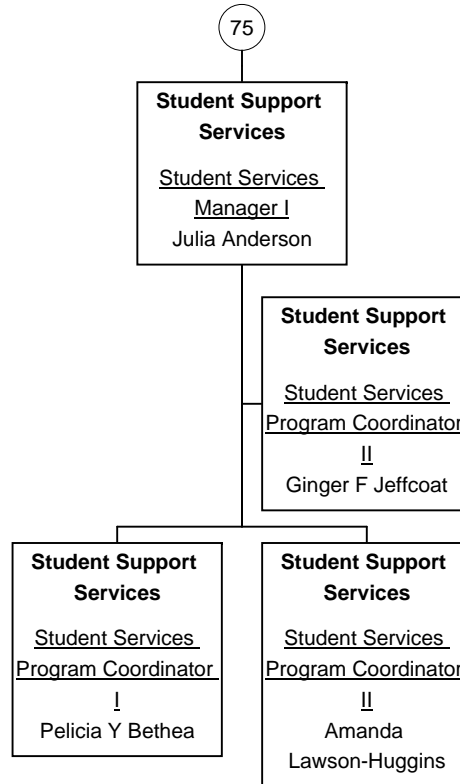 75
Student Support
Services
Student Services
Manager I
Julia Anderson
Student Support
Services
Student Services
Program Coordinator
II
Ginger F Jeffcoat
Student Support
Services
Student Services
Program Coordinator
I
Pelicia Y Bethea
Student Support
Services
Student Services
Program Coordinator
II
Amanda
Lawson-Huggins